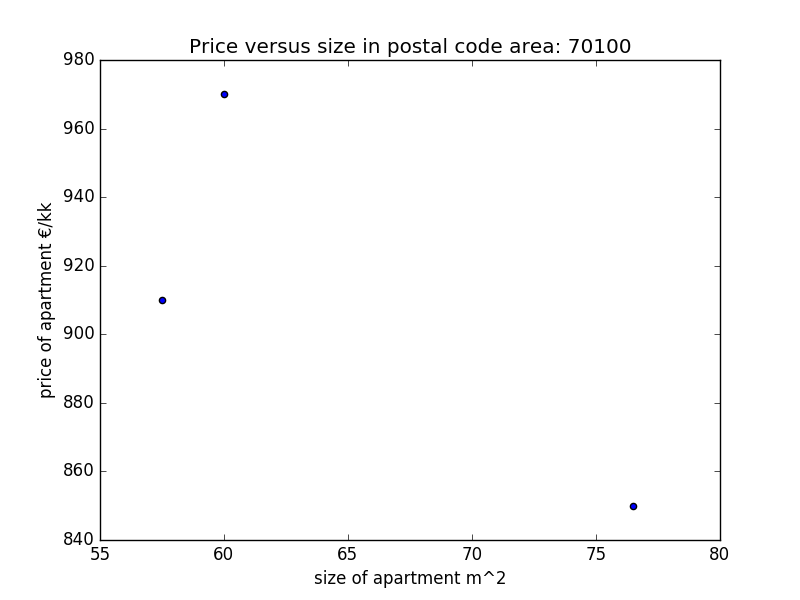 Price versus size in postal code area: 70100
980
960
940
920
900
880
860
840
price of apartment €/kk
55 60 65 70 75 80
size of apartment m^2